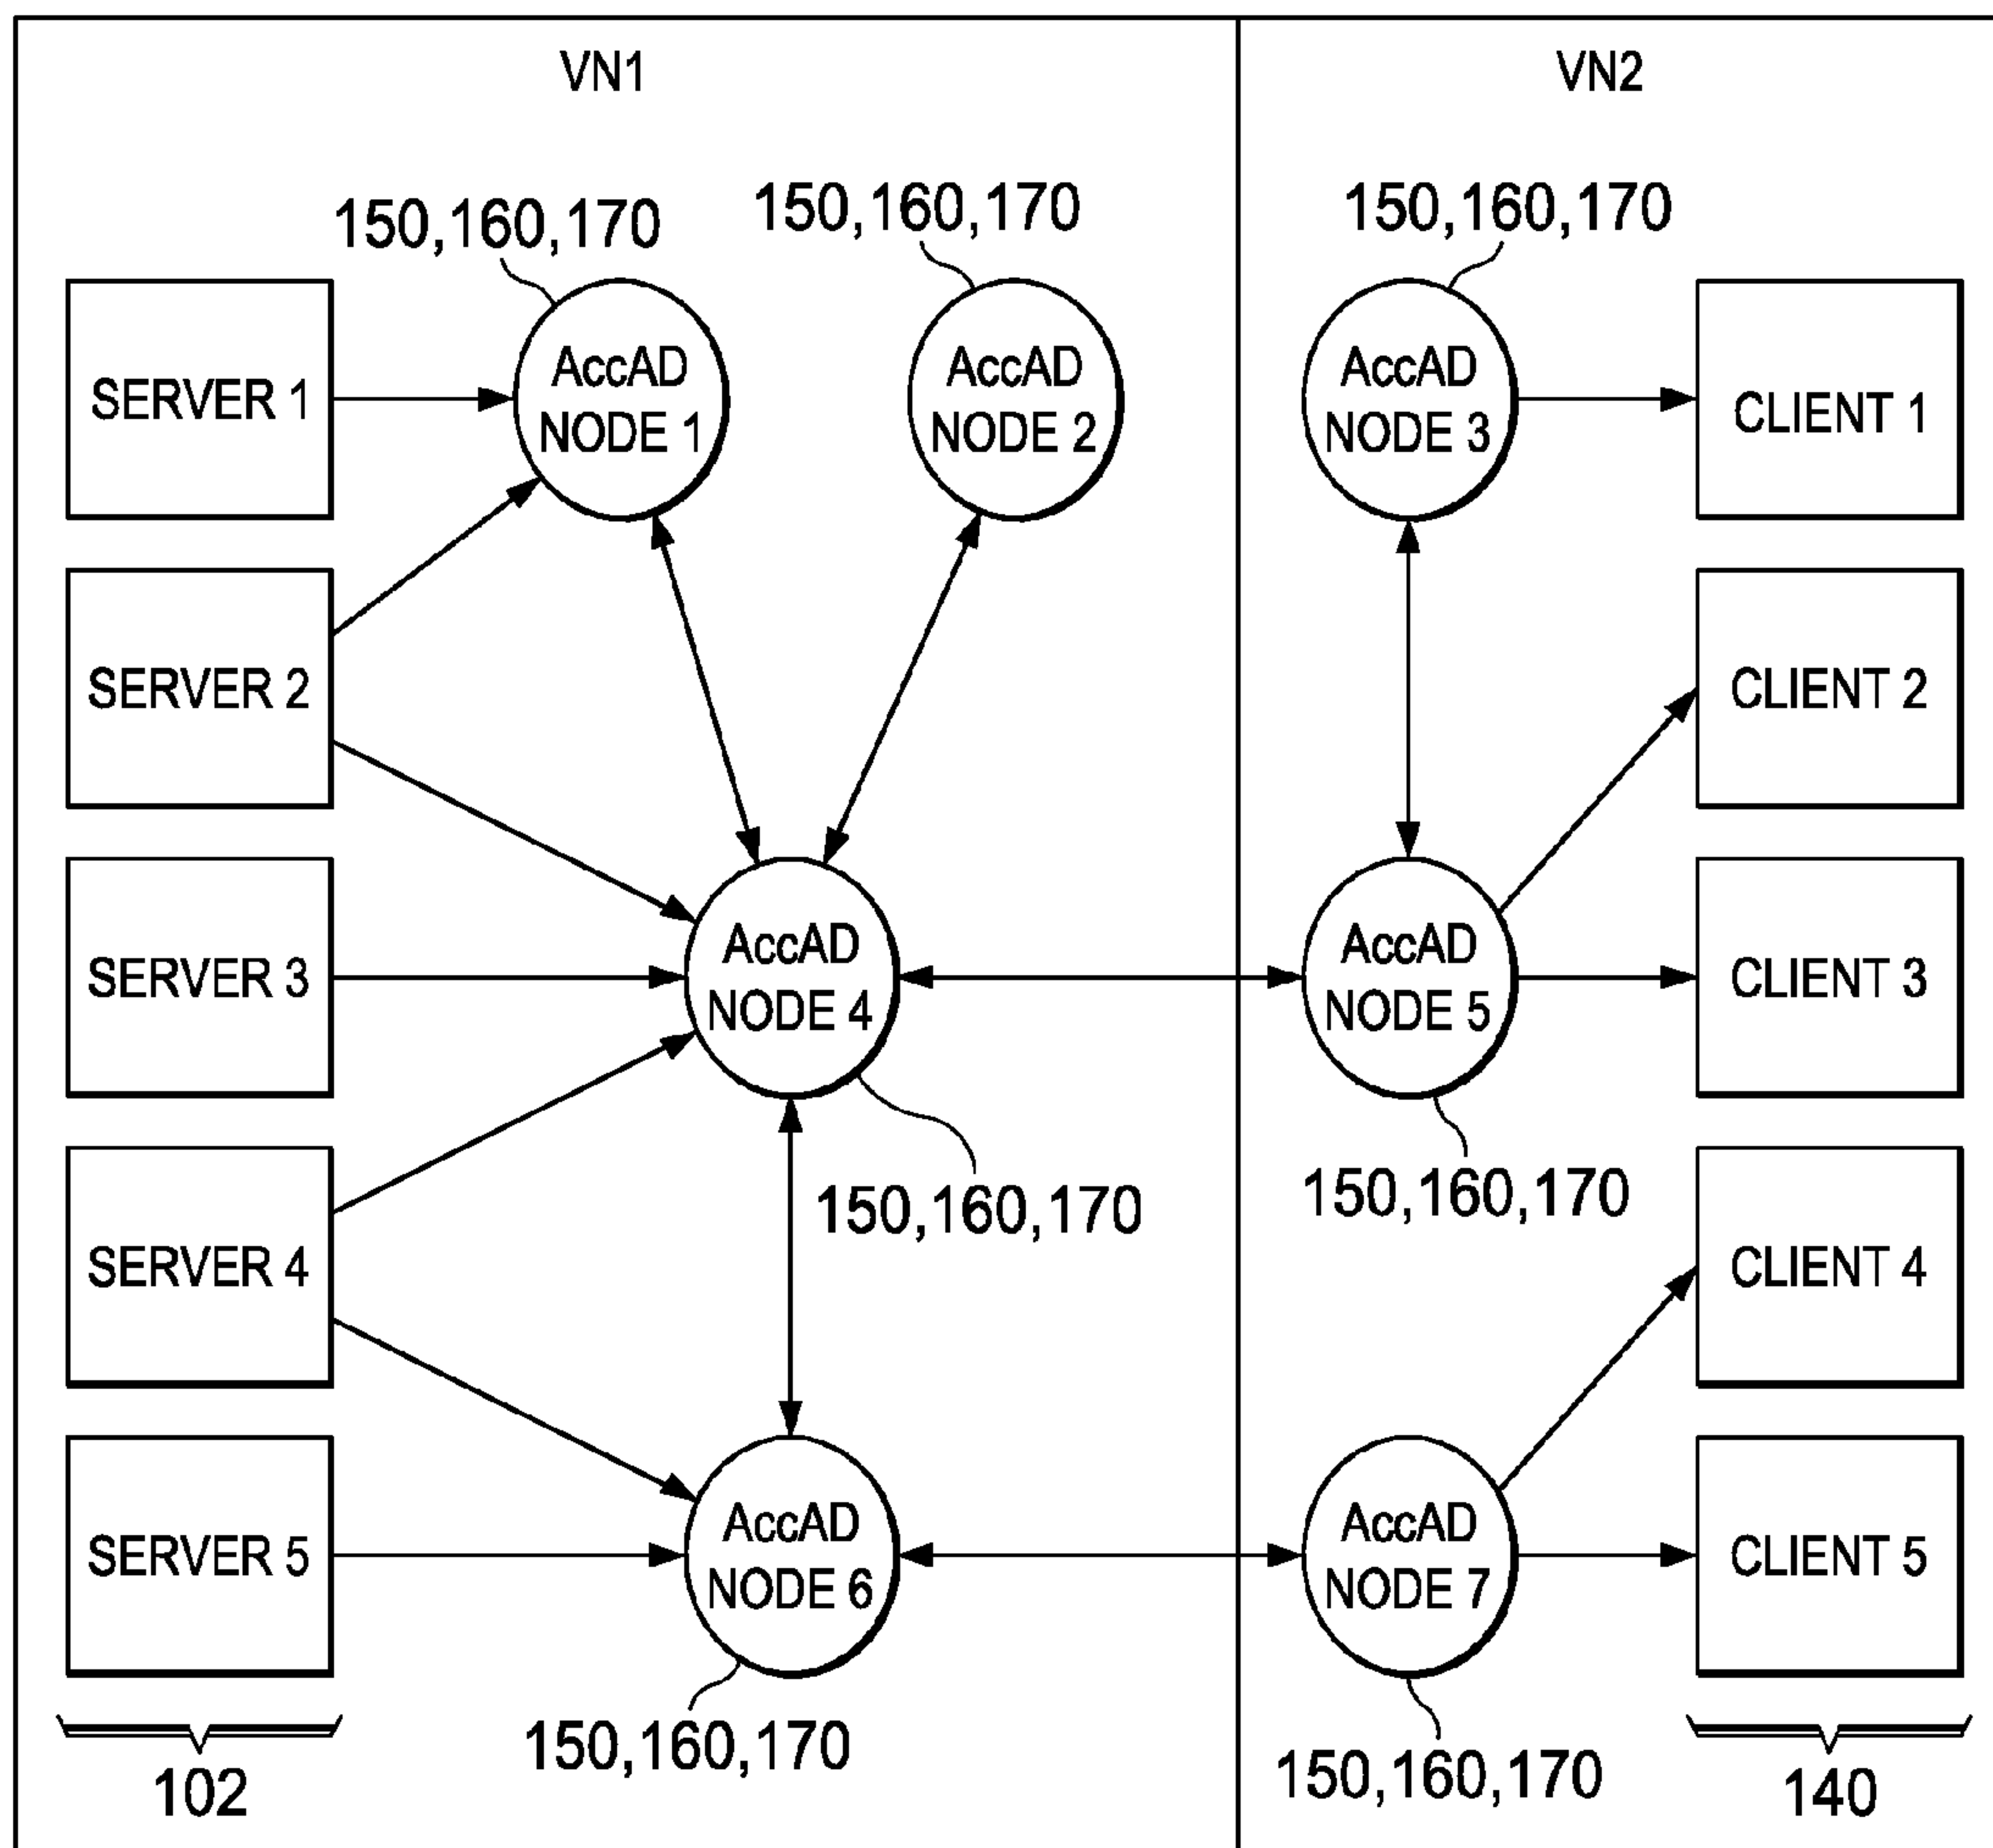 VN1
VN2
150,160,170
150,160,170
150,160,170
SERVER 1
AccAD
NODE 1
AccAD
NODE 2
AccAD
NODE 3
CLIENT 1
SERVER 2
CLIENT 2
SERVER 3
AccAD
NODE 4
AccAD
NODE 5
CLIENT 3
150,160,170
150,160,170
SERVER 4
CLIENT 4
SERVER 5
AccAD
NODE 6
AccAD
NODE 7
CLIENT 5
150,160,170
150,160,170
102
140